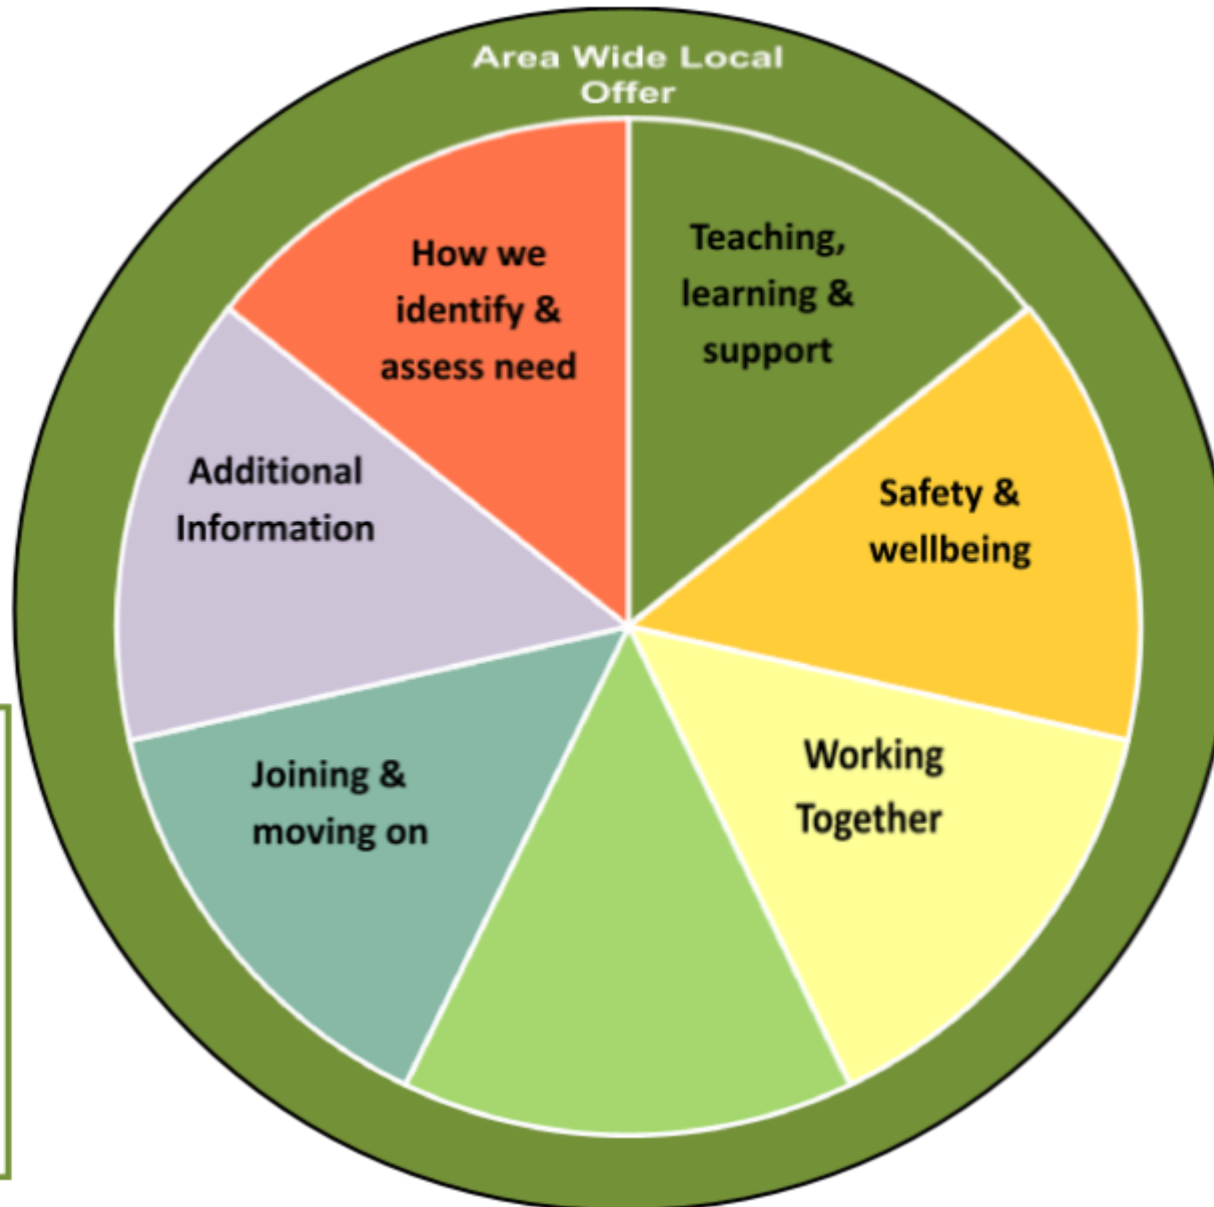 Area Wide Local
Offer
How we
identify &
assess need
Teaching,
learning &
support
Additional
Information
Safety &
wellbeing
Joining &
moving on
Working
Together